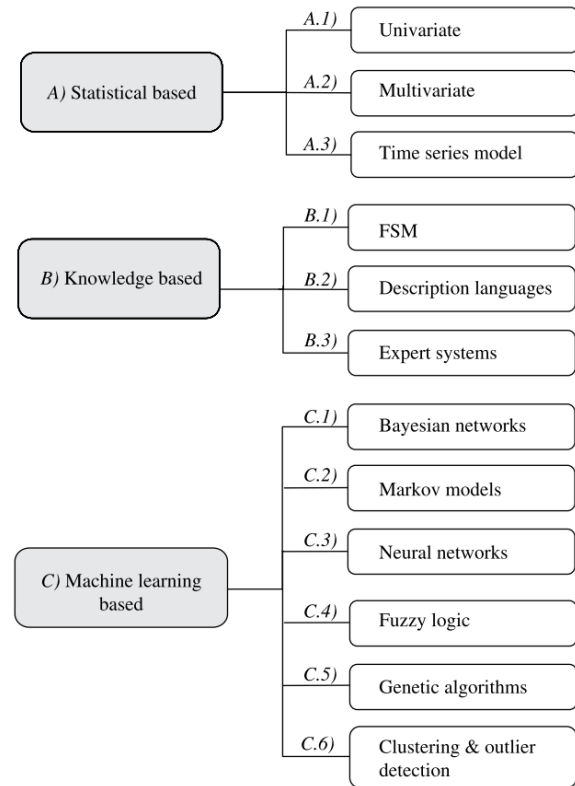 A.1)
Univariate
A) Statistical based
A.2)
Multivariate
A.3)
Time series model
B.1)
FSM
B) Knowledge based
B.2)
Description languages
B.3)
Expert systems
C.1)
Bayesian networks
C.2)
Markov models
C.3)
Neural networks
C) Machine learning
based
C.4)
Fuzzy logic
C.5)
Genetic algorithms
C.6)
Clustering & outlier
detection